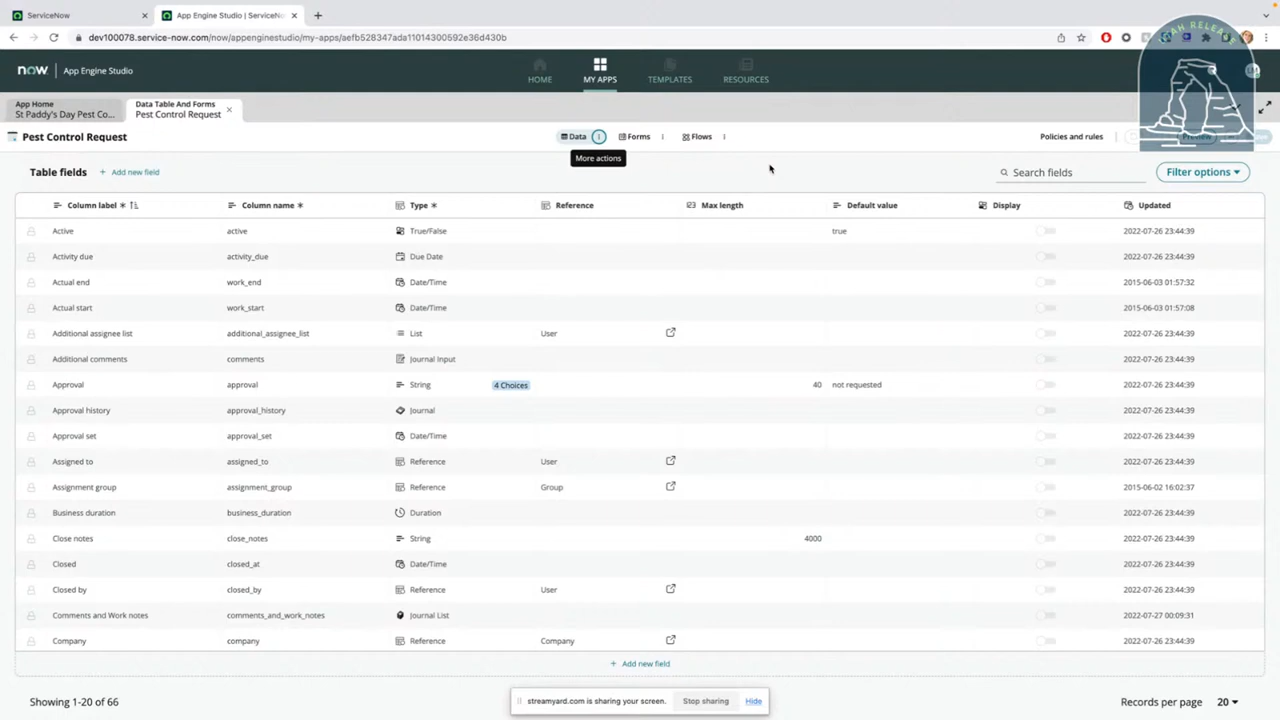 ServiceNow
App Engine Studio | ServiceNo
dev100078.service-now.com/now/appenginestudio/my-apps/aefb528347ada11014300592e36d430b
now
App Engine Studio
HOME
MY APPS
TEMPLATES
RESOURCES
RELEASE
App Home
St Paddy's Day Pest Co...
Data Table And Forms
Pest Control Request
Pest Control Request
Data
Forms
Flows
Policies and rules
Preview
More actions
Table fields
+ Add new field
Search fields
Filter options
Column label * Column name * Type * Reference Max length Default value Display Updated
Active active True/False true 2022-07-26 23:44:39
Activity due activity_due Due Date 2022-07-26 23:44:39
Actual end work_end Date/Time 2015-06-03 01:57:32
Actual start work_start Date/Time 2015-06-03 01:57:08
Additional assignee list additional_assignee_list List User 2022-07-26 23:44:39
Additional comments comments Journal Input 2022-07-26 23:44:39
Approval approval String 4 Choices 40 not requested 2022-07-26 23:44:39
Approval history approval_history Journal 2022-07-26 23:44:39
Approval set approval_set Date/Time 2022-07-26 23:44:39
Assigned to assigned_to Reference User 2022-07-26 23:44:39
Assignment group assignment_group Reference Group 2015-06-02 16:02:37
Business duration business_duration Duration 2022-07-26 23:44:39
Close notes close_notes String 4000 2022-07-26 23:44:39
Closed closed_at Date/Time 2022-07-26 23:44:39
Closed by closed_by Reference User 2022-07-26 23:44:39
Comments and Work notes comments_and_work_notes Journal List 2022-07-27 00:09:31
Company company Reference Company 2022-07-26 23:44:39
+ Add new field
Showing 1-20 of 66
streamyard.com is sharing your screen.
Stop sharing
Hide
Records per page 20